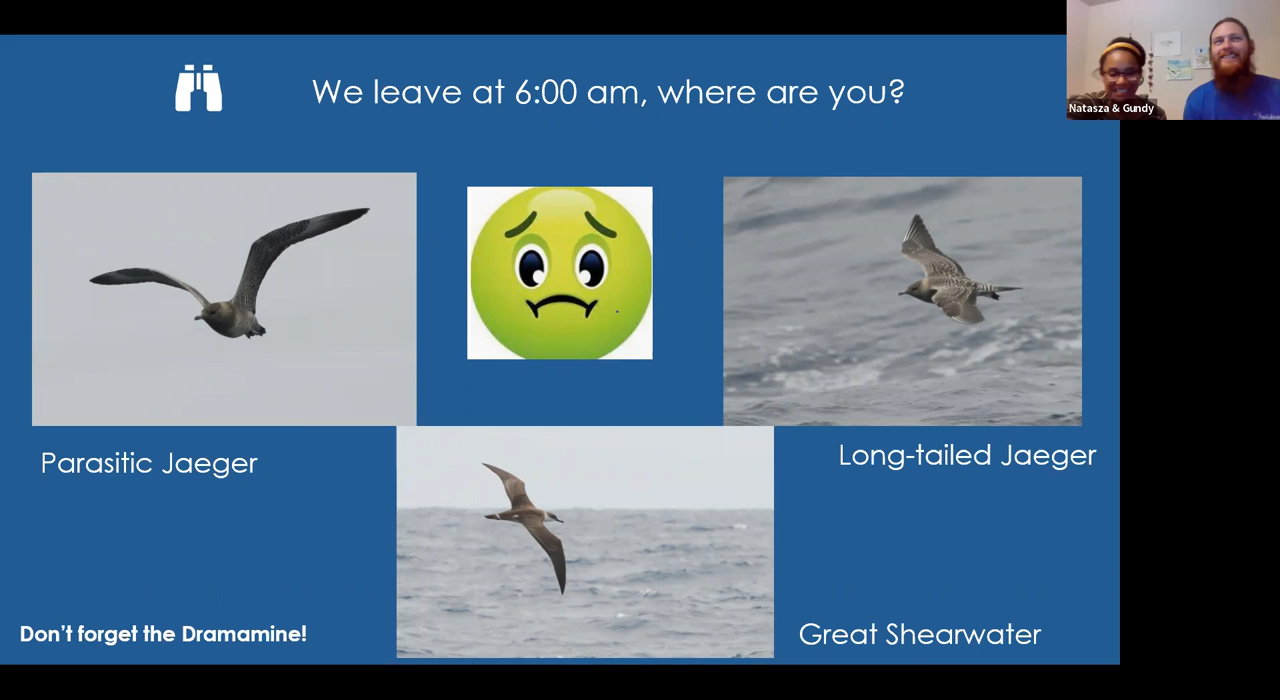 We leave at 6:00 am, where are you?
Natasza & Gundy
Parasitic Jaeger
Long-tailed Jaeger
Don't forget the Dramamine!
Great Shearwater